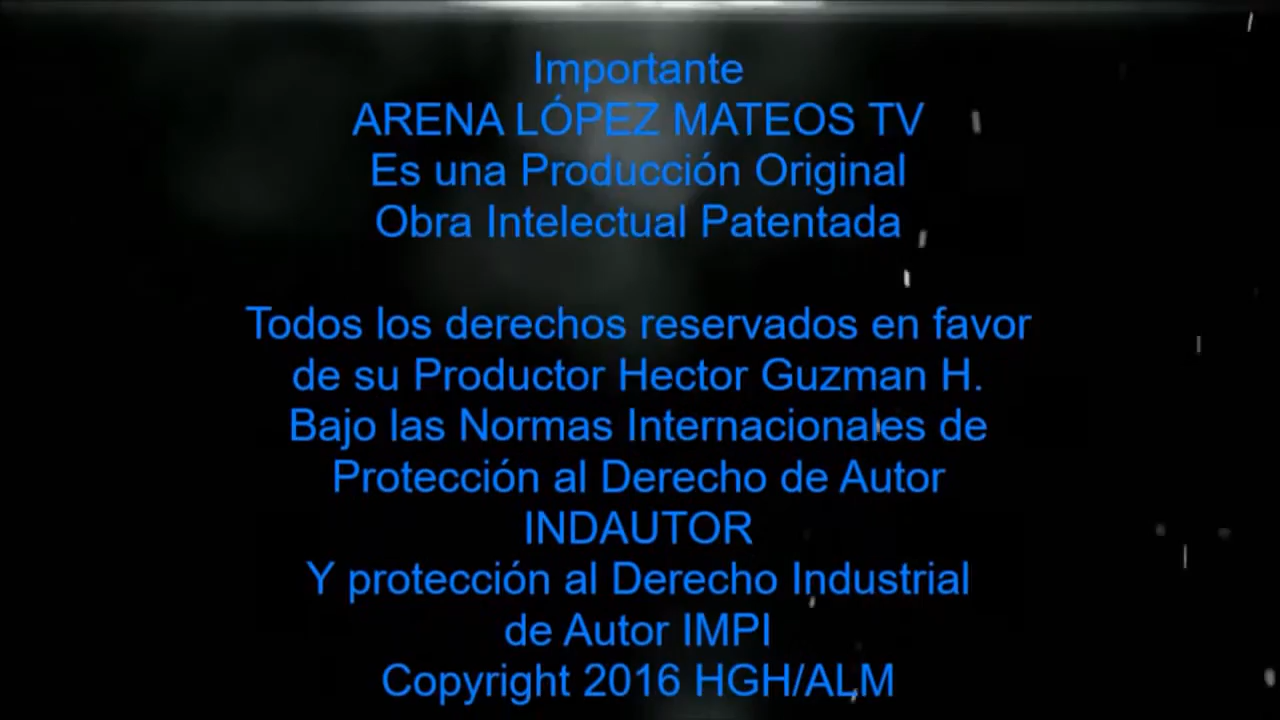 Importante
ARENA LÓPEZ MATEOS TV
Es una Producción Original
Obra Intelectual Patentada
Todos los derechos reservados en favor
de su Productor Hector Guzman H.
Bajo las Normas Internacionales de
Protección al Derecho de Autor
INDAUTOR
Y protección al Derecho Industrial
de Autor IMPI
Copyright 2016 HGH/ALM